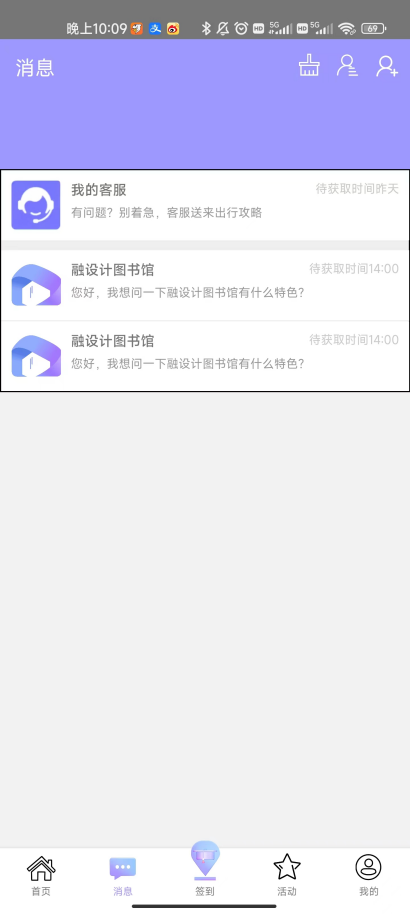 晚上10:09
69
消息
我的客服
待获取时间昨天
有问题？别着急，客服送来出行攻略
融设计图书馆
待获取时间14:00
您好，我想问一下融设计图书馆有什么特色？
融设计图书馆
待获取时间14:00
您好，我想问一下融设计图书馆有什么特色？
首页
消息
签到
活动
我的